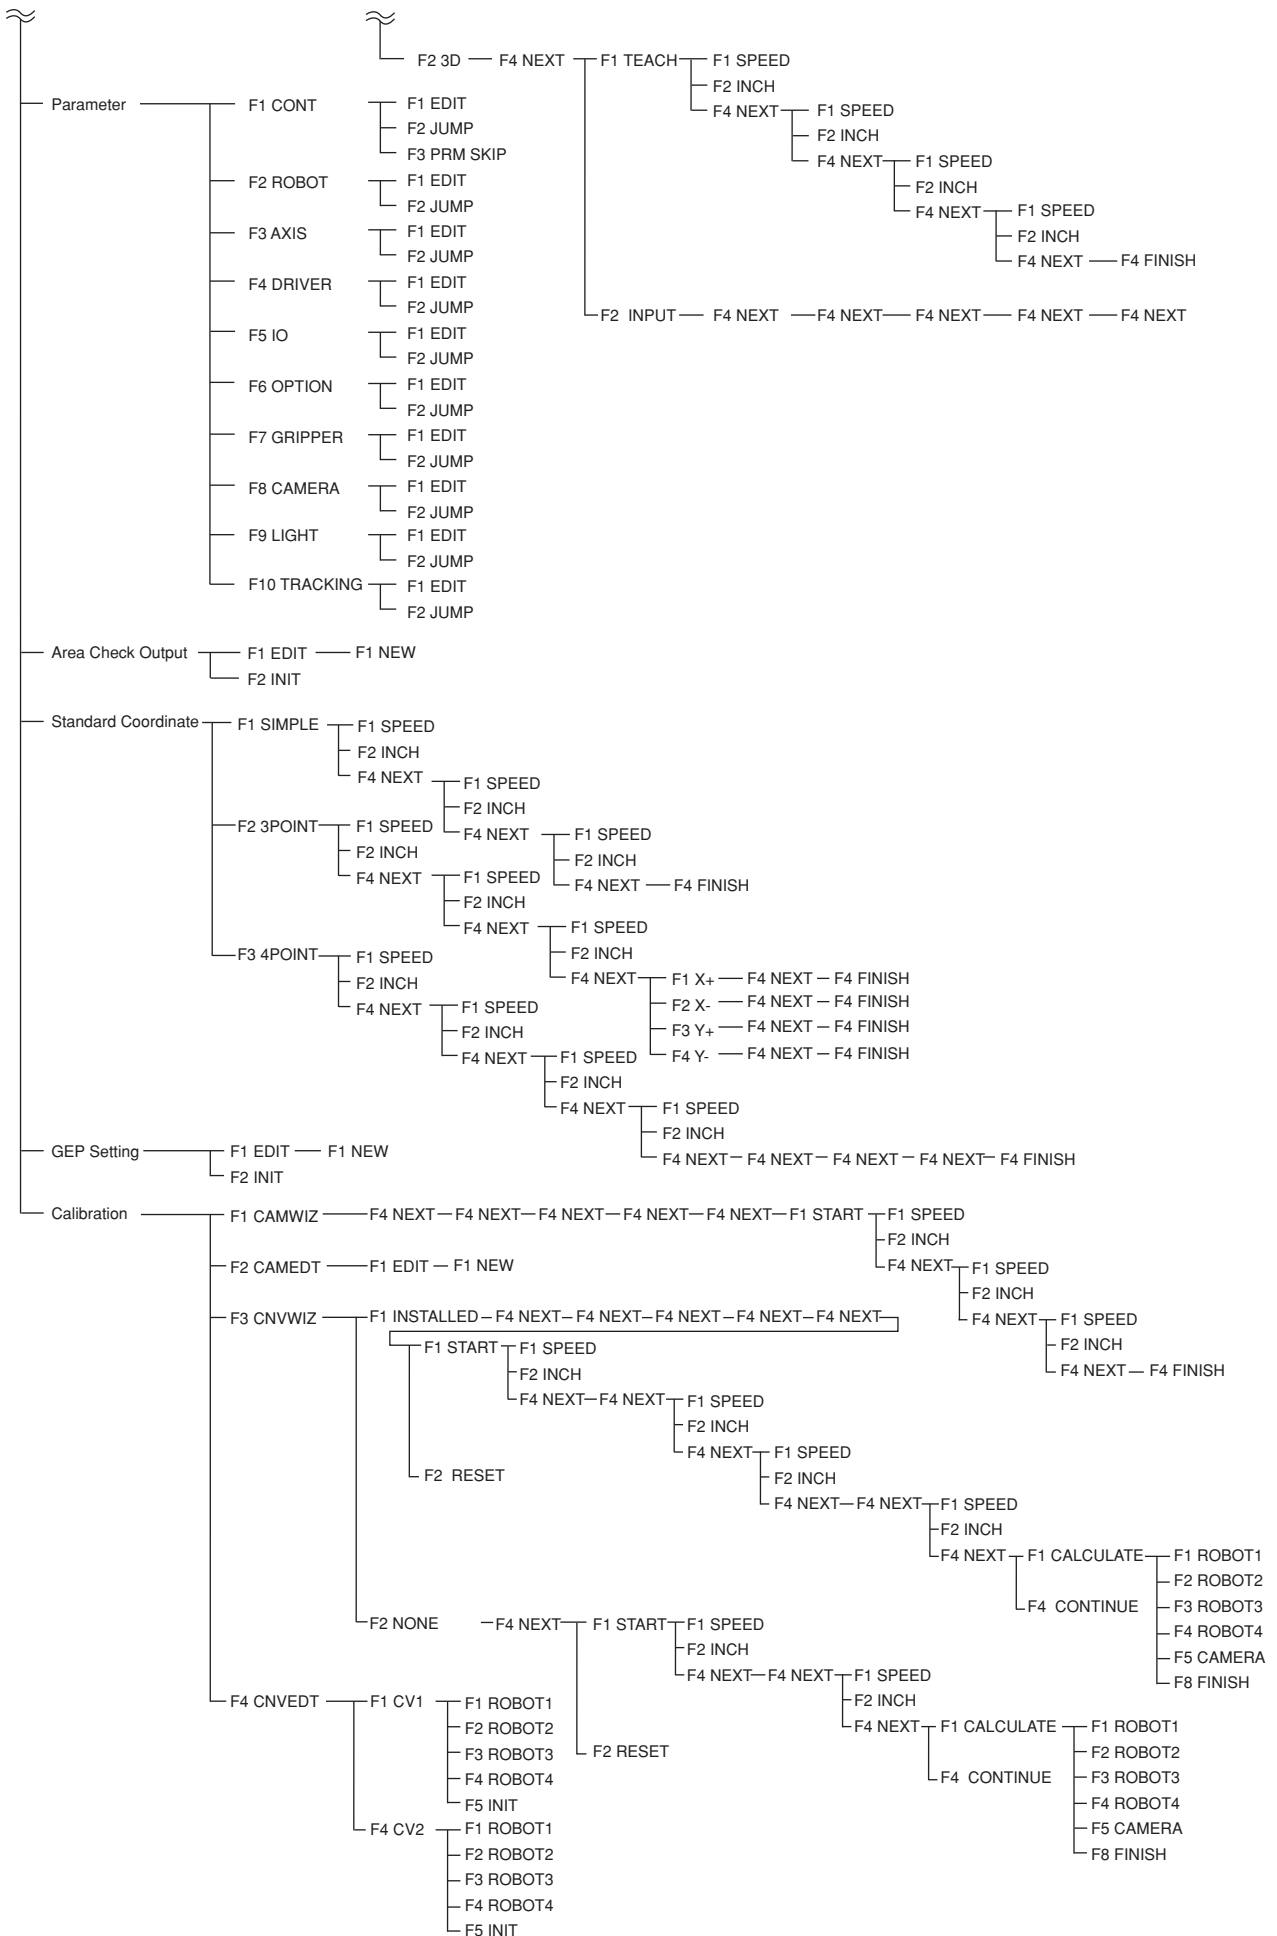 F2 3D F4 NEXT F1 TEACH F1 SPEED
F2 INCH
Parameter F1 CONT F1 EDIT F4 NEXT F1 SPEED
F2 JUMP F2 INCH
F3 PRM SKIP F4 NEXT F1 SPEED
F2 ROBOT F1 EDIT F2 INCH
F2 JUMP F4 NEXT F1 SPEED
F3 AXIS F1 EDIT F2 INCH
F2 JUMP F4 NEXT F4 FINISH
F4 DRIVER F1 EDIT
F2 JUMP F2 INPUT F4 NEXT F4 NEXT F4 NEXT F4 NEXT F4 NEXT
F5 IO F1 EDIT
F2 JUMP
F6 OPTION F1 EDIT
F2 JUMP
F7 GRIPPER F1 EDIT
F2 JUMP
F8 CAMERA F1 EDIT
F2 JUMP
F9 LIGHT F1 EDIT
F2 JUMP
F10 TRACKING F1 EDIT
F2 JUMP
Area Check Output F1 EDIT F1 NEW
F2 INIT
Standard Coordinate F1 SIMPLE F1 SPEED
F2 INCH
F4 NEXT F1 SPEED
F2 INCH
F2 3POINT F1 SPEED F4 NEXT F1 SPEED
F2 INCH F2 INCH
F4 NEXT F1 SPEED F4 NEXT F4 FINISH
F2 INCH
F4 NEXT F1 SPEED
F3 4POINT F1 SPEED F2 INCH
F2 INCH F4 NEXT F1 X+ F4 NEXT F4 FINISH
F4 NEXT F1 SPEED F2 X- F4 NEXT F4 FINISH
F2 INCH F3 Y+ F4 NEXT F4 FINISH
F4 NEXT F1 SPEED F4 Y- F4 NEXT F4 FINISH
F2 INCH
F4 NEXT F1 SPEED
F2 INCH
GEP Setting F1 EDIT F1 NEW F4 NEXT F4 NEXT F4 NEXT F4 NEXT F4 FINISH
F2 INIT
Calibration F1 CAMWIZ F4 NEXT F4 NEXT F4 NEXT F4 NEXT F4 NEXT F1 START F1 SPEED
F2 INCH
F2 CAMEDT F1 EDIT F1 NEW F4 NEXT F1 SPEED
F2 INCH
F3 CNVWIZ F1 INSTALLED F4 NEXT F4 NEXT F4 NEXT F4 NEXT F4 NEXT F4 NEXT F1 SPEED
F1 START F1 SPEED F2 INCH
F2 INCH F4 NEXT F4 FINISH
F4 NEXT F4 NEXT F1 SPEED
F2 INCH
F4 NEXT F1 SPEED
F2 RESET F2 INCH
F4 NEXT F4 NEXT F1 SPEED
F2 INCH
F4 NEXT F1 CALCULATE F1 ROBOT1
F2 ROBOT2
F4 CONTINUE F3 ROBOT3
F2 NONE F4 NEXT F1 START F1 SPEED F4 ROBOT4
F2 INCH F5 CAMERA
F4 NEXT F4 NEXT F1 SPEED F8 FINISH
F4 CNVEDT F1 CV1 F1 ROBOT1 F2 INCH
F2 ROBOT2 F4 NEXT F1 CALCULATE F1 ROBOT1
F3 ROBOT3 F2 RESET F2 ROBOT2
F4 ROBOT4 F4 CONTINUE F3 ROBOT3
F5 INIT F4 ROBOT4
F4 CV2 F1 ROBOT1 F5 CAMERA
F2 ROBOT2 F8 FINISH
F3 ROBOT3
F4 ROBOT4
F5 INIT